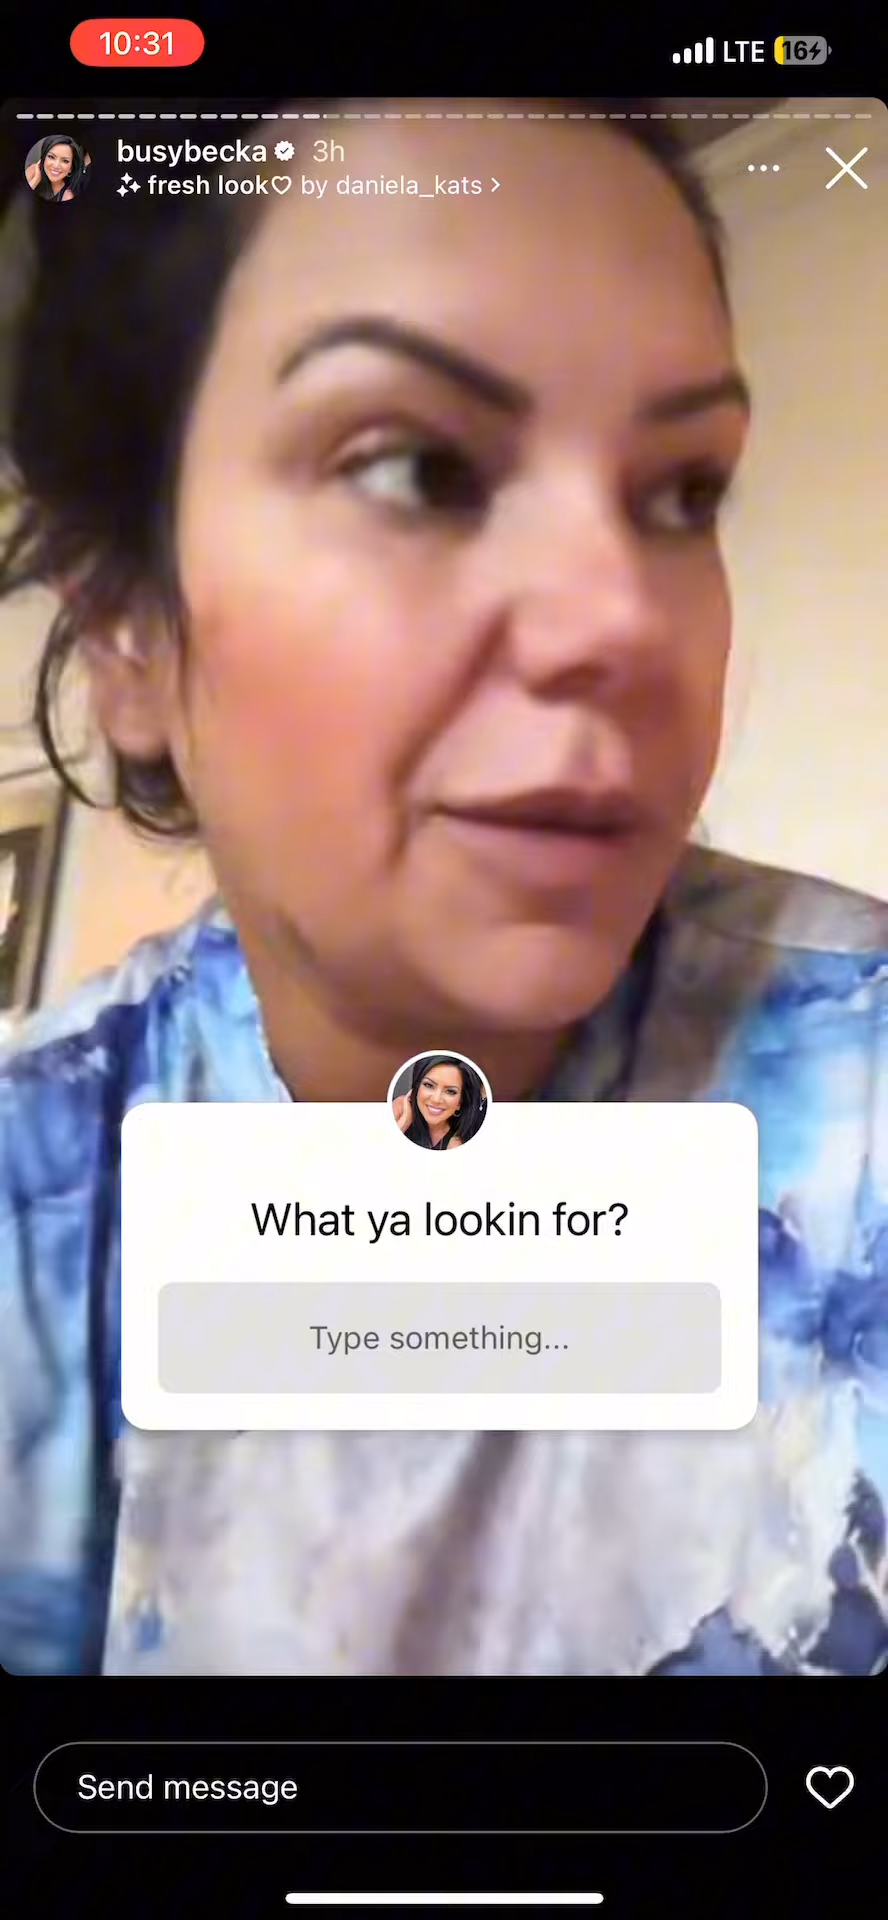 10:31
LTE 16
busybecka 3h
fresh look♡ by daniela_kats >
What ya lookin for?
Type something...
Send message